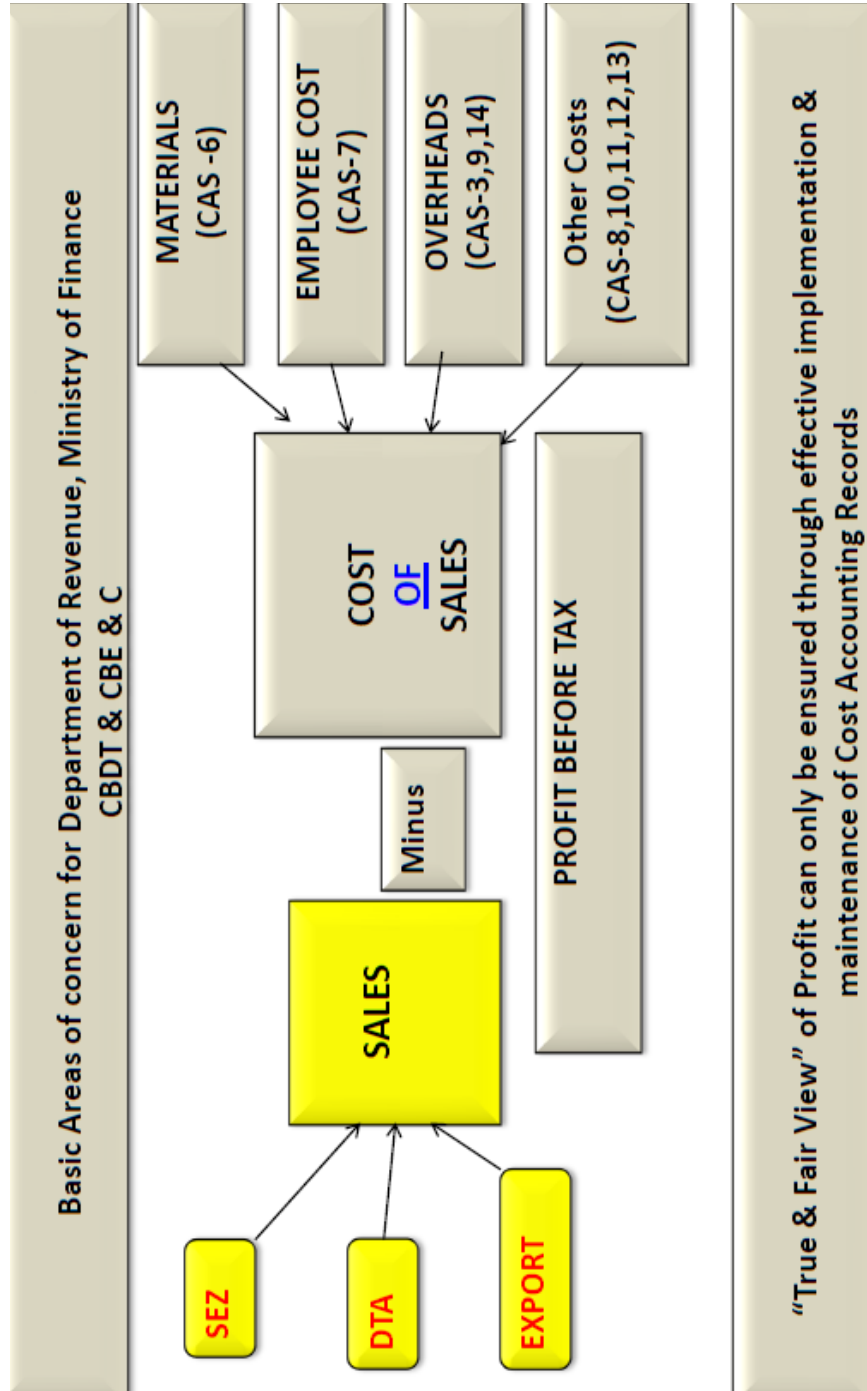 Basic Areas of concern for Department of Revenue, Ministry of Finance
CBDT & CBE & C
SEZ
DTA
EXPORT
SALES
Minus
COST
OF
SALES
MATERIALS
(CAS -6)
EMPLOYEE COST
(CAS-7)
OVERHEADS
(CAS-3,9,14)
Other Costs
(CAS-8,10,11,12,13)
PROFIT BEFORE TAX
“True & Fair View” of Profit can only be ensured through effective implementation &
maintenance of Cost Accounting Records